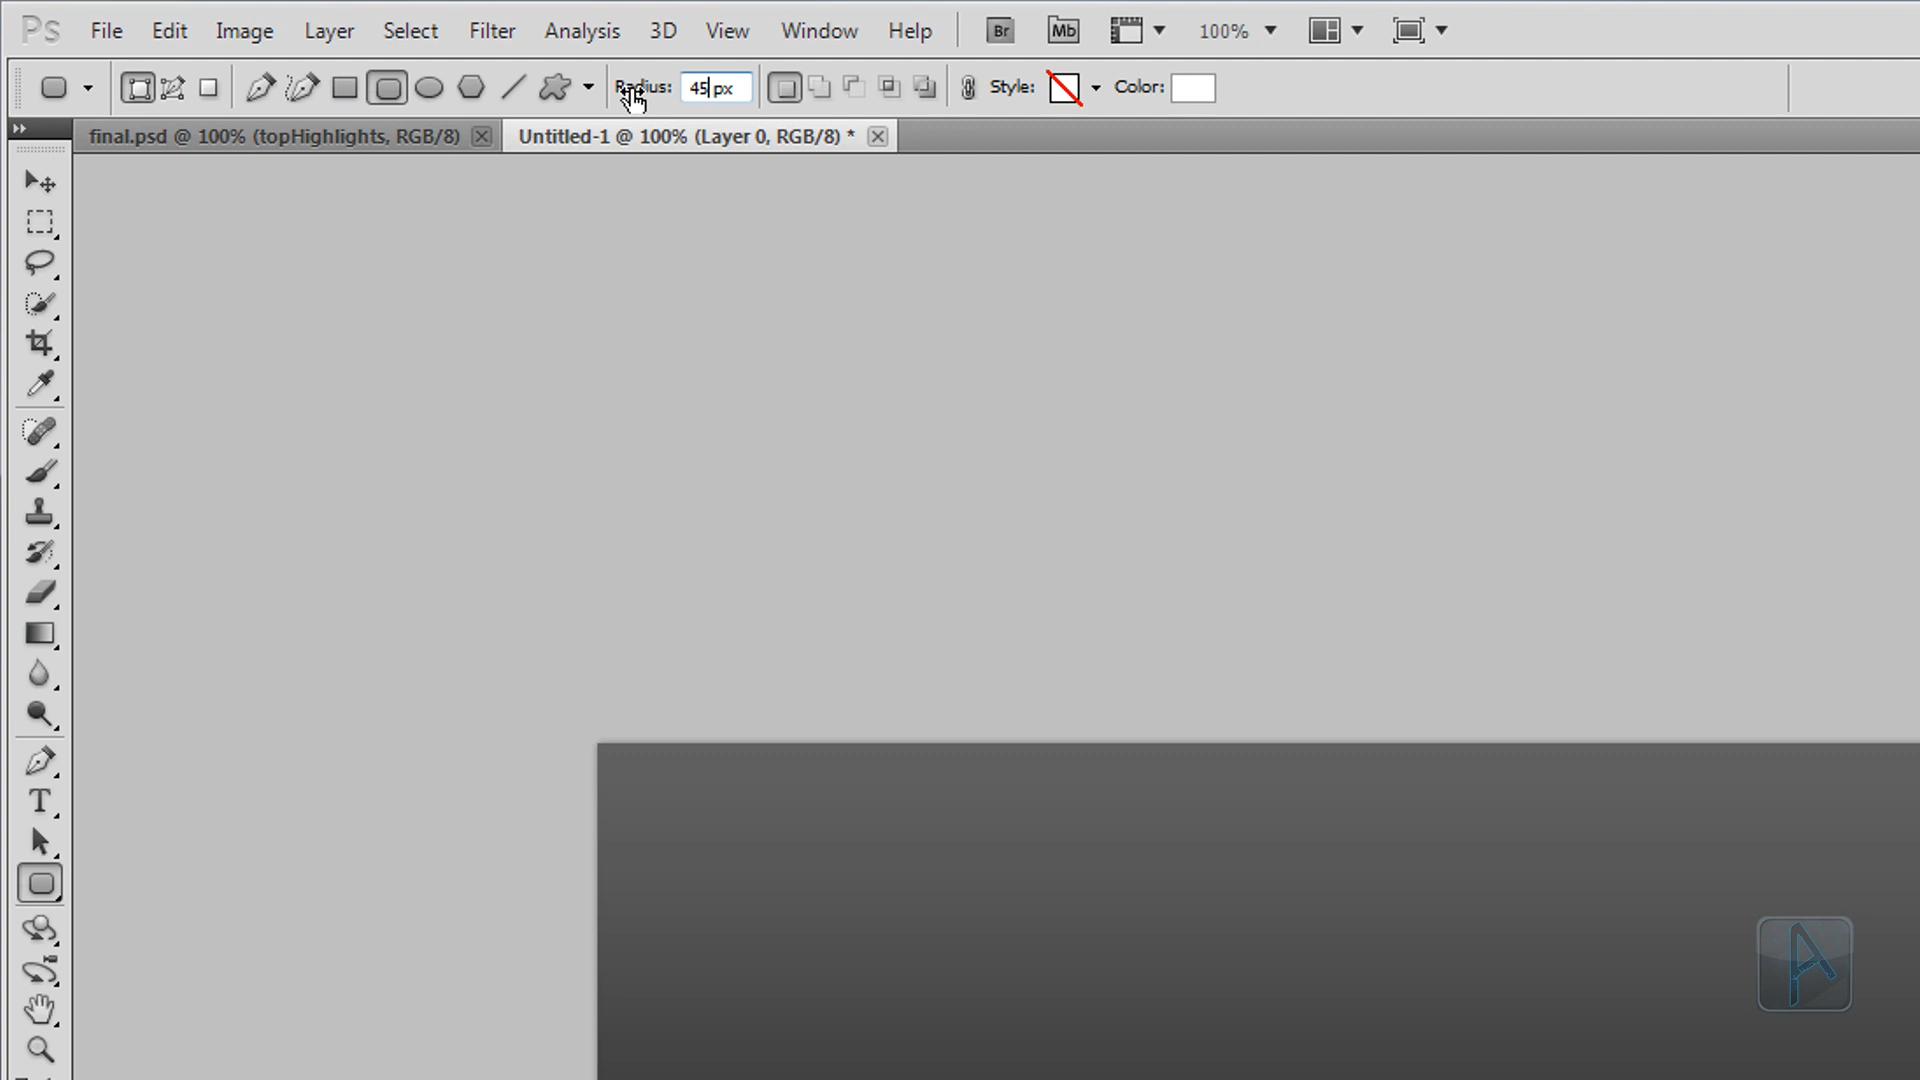 Ps File Edit Image Layer Select Filter Analysis 3D View Window Help Br Mb 100%
Radius: 45 px Style: Color:
final.psd @ 100% (topHighlights, RGB/8) Untitled-1 @ 100% (Layer 0, RGB/8) *
T
A